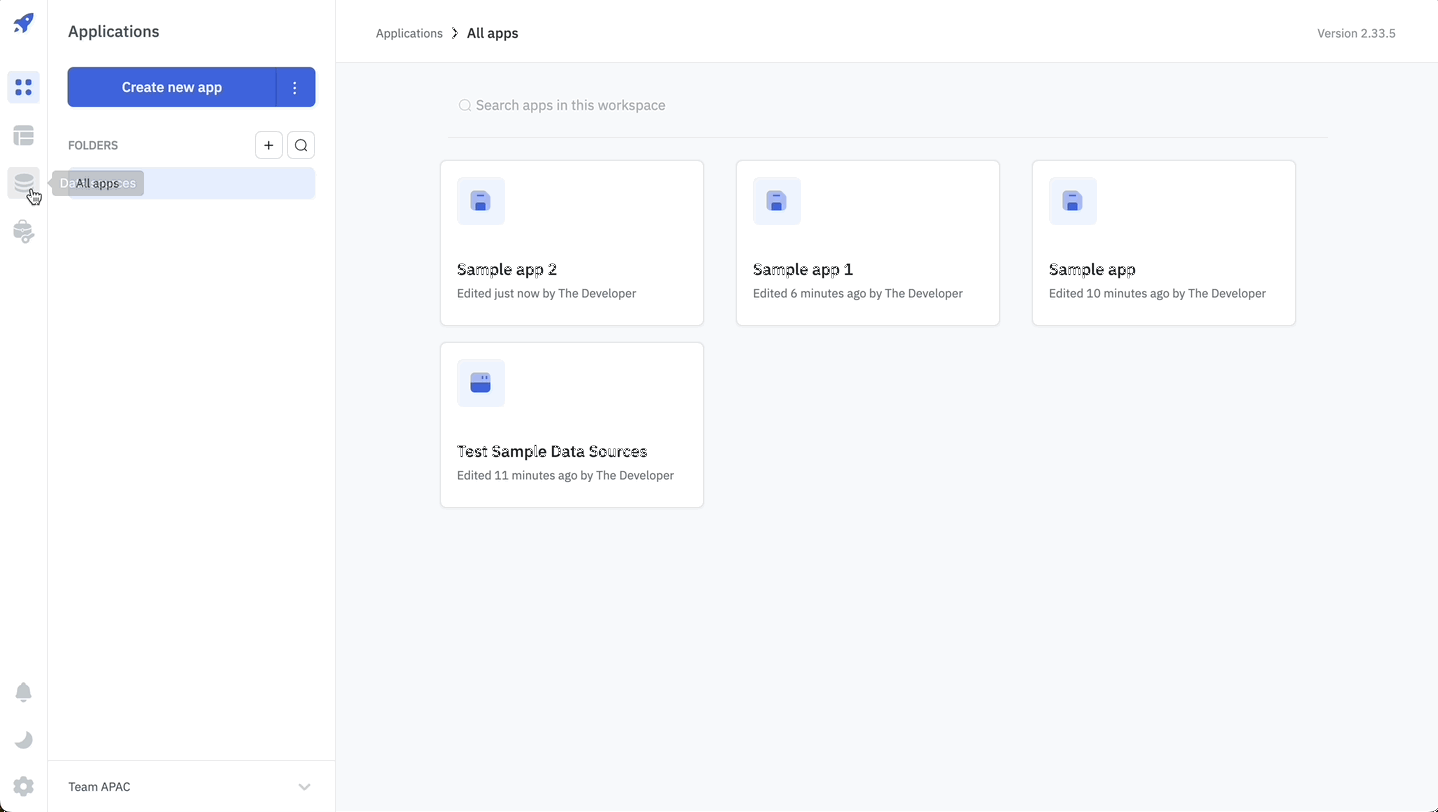 Applications
Applications All apps
Version 2.33.5
Create new app
Search apps in this workspace
FOLDERS
All apps
Sample app 2
Edited just now by The Developer
Sample app 1
Edited 6 minutes ago by The Developer
Sample app
Edited 10 minutes ago by The Developer
Test Sample Data Sources
Edited 11 minutes ago by The Developer
Team APAC